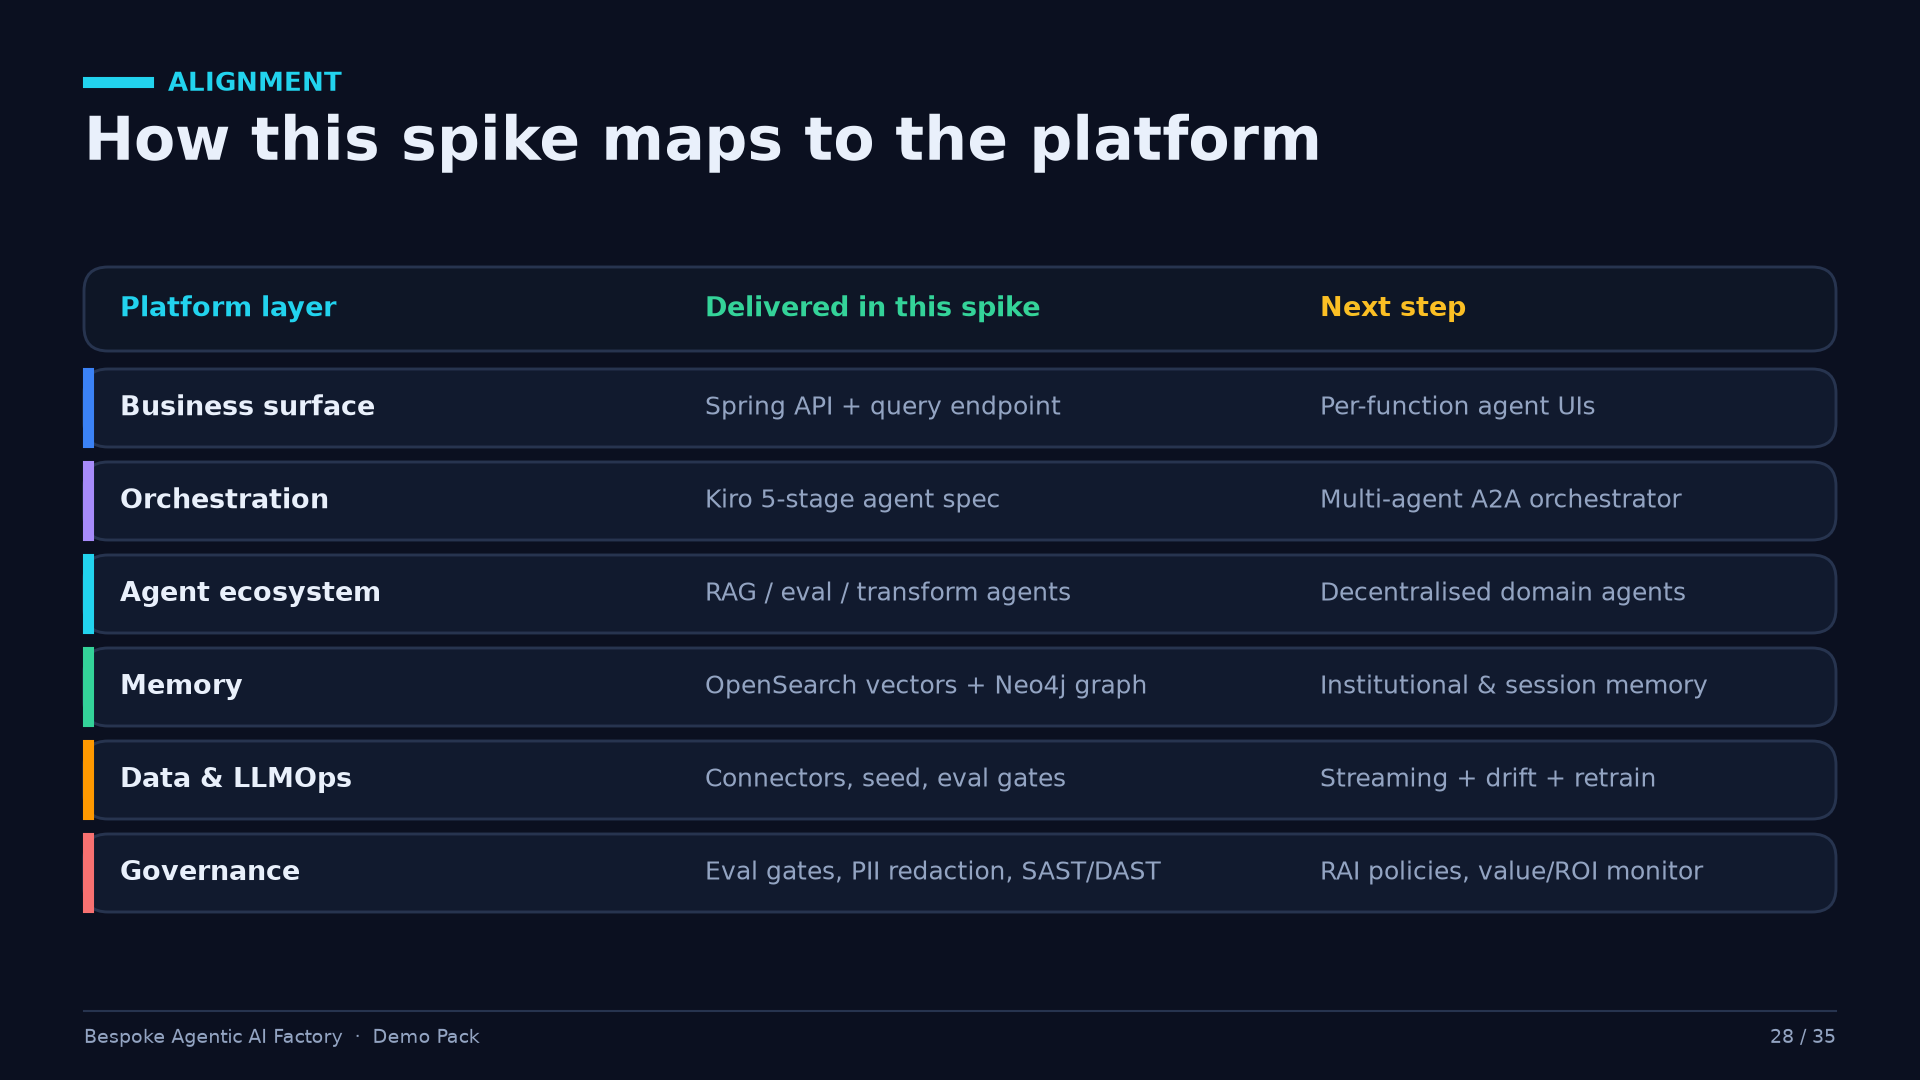 ALIGNMENT
How this spike maps to the platform
Platform layer Delivered in this spike Next step
Business surface Spring API + query endpoint Per-function agent UIs
Orchestration Kiro 5-stage agent spec Multi-agent A2A orchestrator
Agent ecosystem RAG / eval / transform agents Decentralised domain agents
Memory OpenSearch vectors + Neo4j graph Institutional & session memory
Data & LLMOps Connectors, seed, eval gates Streaming + drift + retrain
Governance Eval gates, PII redaction, SAST/DAST RAI policies, value/ROI monitor
Bespoke Agentic AI Factory · Demo Pack 28 / 35